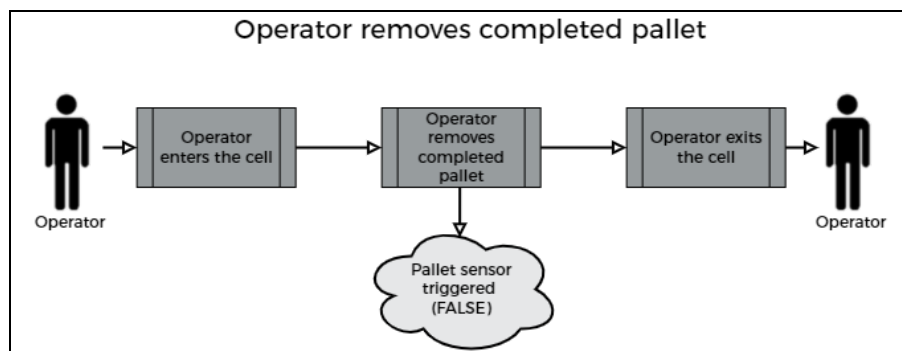 Operator removes completed pallet
Operator
enters the cell
Operator
removes
completed
pallet
Operator exits
the cell
Operator
Operator
Pallet sensor
triggered
(FALSE)